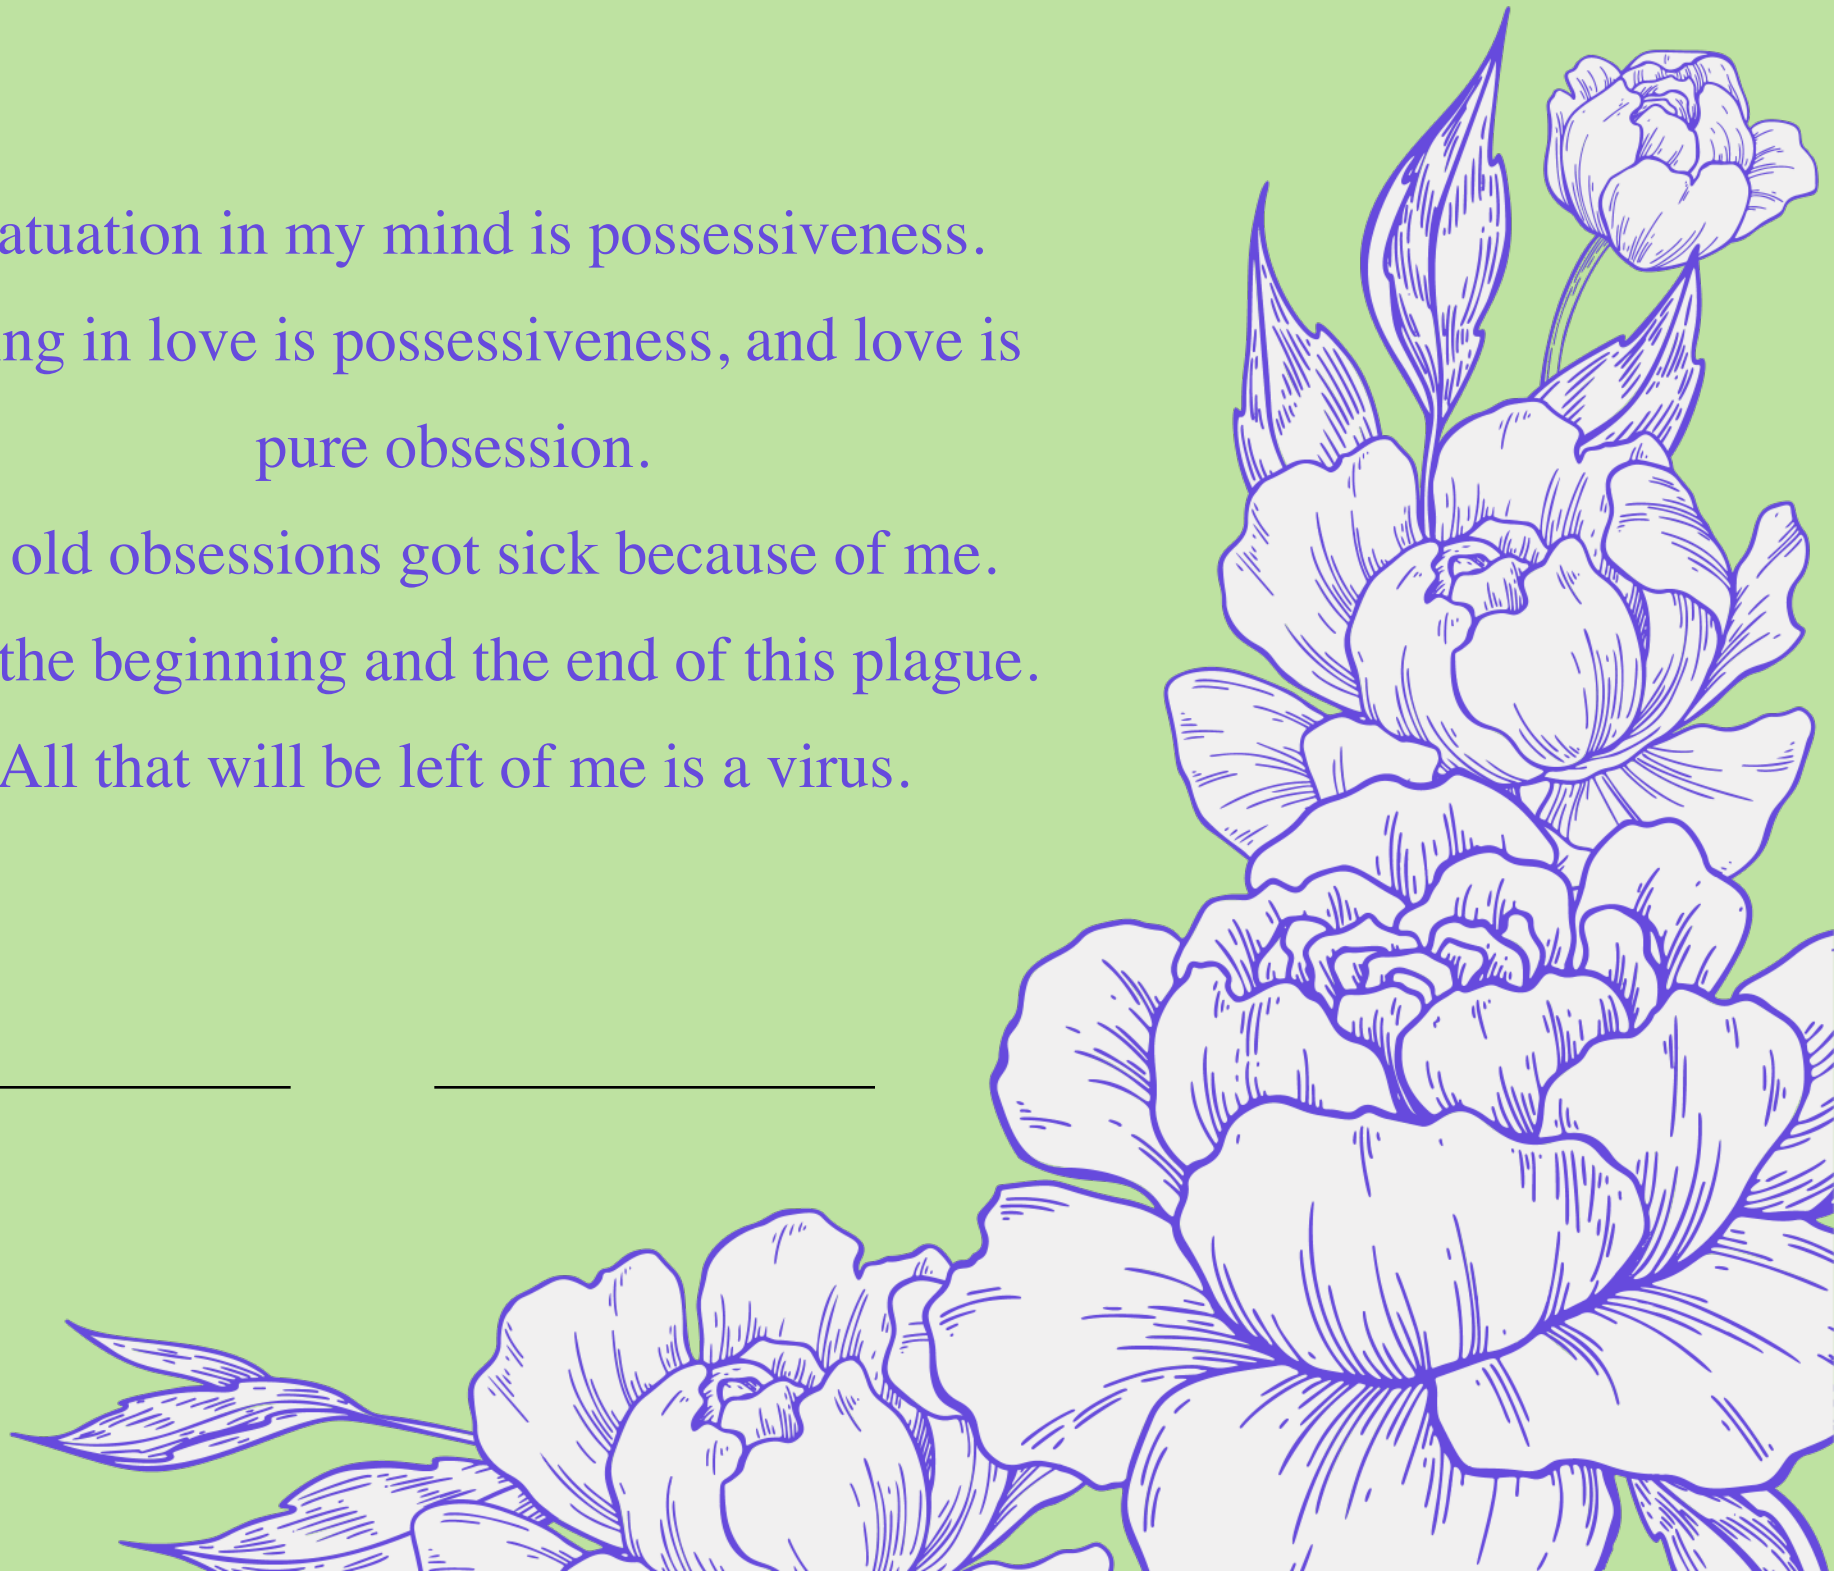 atuation in my mind is possessiveness.
ng in love is possessiveness, and love is
pure obsession.
old obsessions got sick because of me.
the beginning and the end of this plague.
All that will be left of me is a virus.